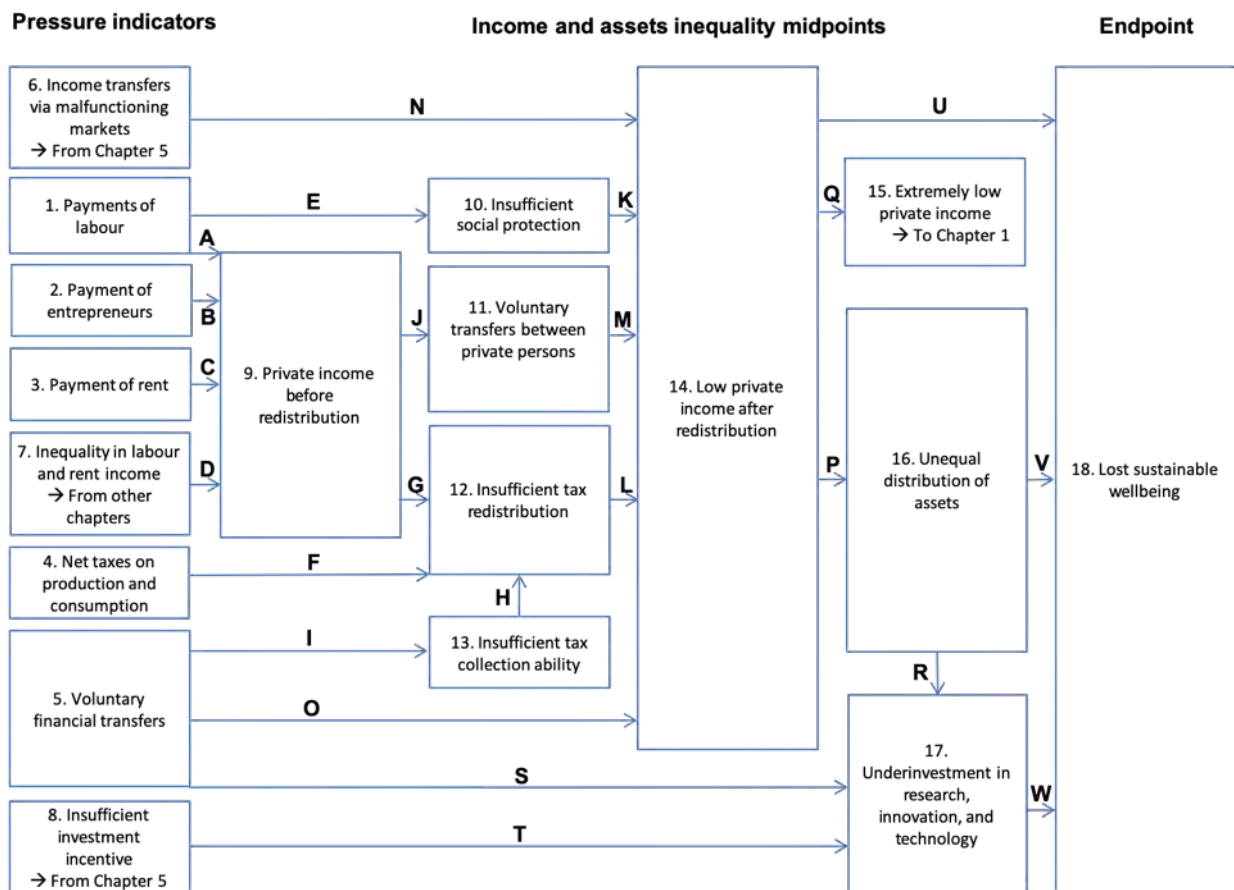 Pressure indicators
Income and assets inequality midpoints
Endpoint
6. Income transfers
via malfunctioning
markets
→ From Chapter 5
N
U
1. Payments of
labour
E
10. Insufficient
social protection
K
Q
15. Extremely low
private income
→ To Chapter 1
A
2. Payment of
entrepreneurs
B
J
11. Voluntary
transfers between
private persons
M
3. Payment of rent
C
9. Private income
before
redistribution
14. Low private
income after
redistribution
7. Inequality in labour
and rent income
→ From other
chapters
D
G
12. Insufficient tax
redistribution
L
P
16. Unequal
distribution of
assets
V
18. Lost sustainable
wellbeing
4. Net taxes on
production and
consumption
F
H
I
13. Insufficient tax
collection ability
R
5. Voluntary
financial transfers
O
S
17.
Underinvestment in
research,
innovation, and
technology
W
8. Insufficient
investment
incentive
→ From Chapter 5
T